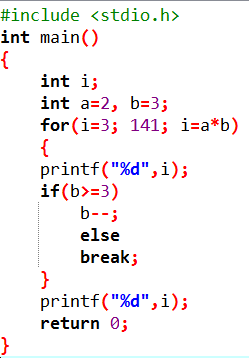 #include <stdio.h>
int main()
{
int i;
int a=2, b=3;
for(i=3; 141; i=a*b)
{
printf("%d",i);
if(b>=3)
b--;
else
break;
}
printf("%d",i);
return 0;
}